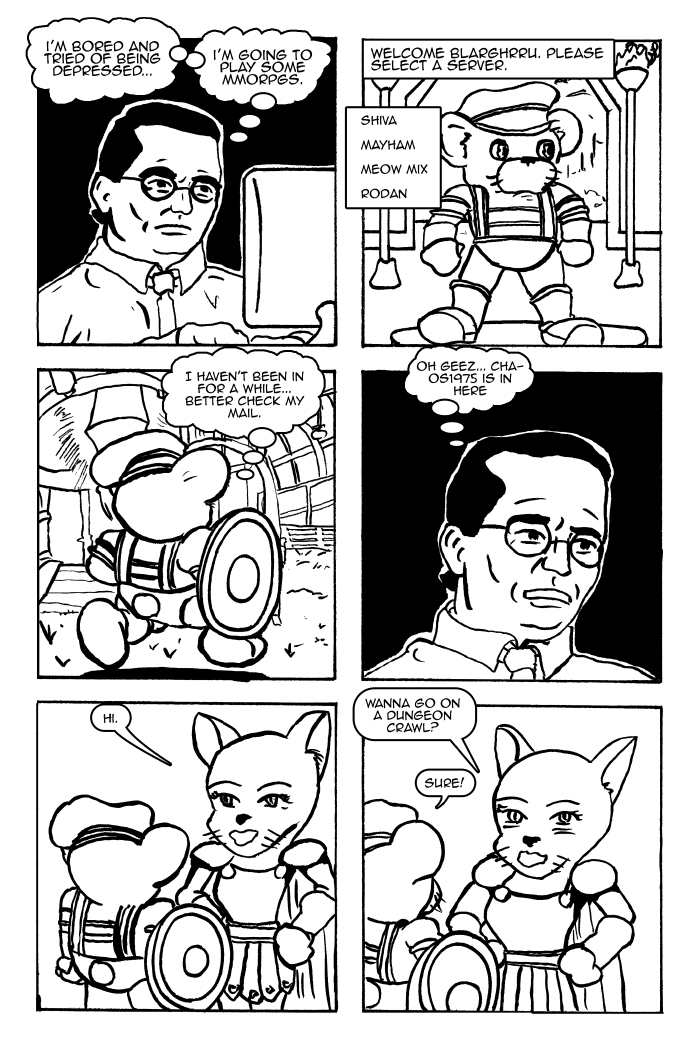 I'M BORED AND
TRIED OF BEING
DEPRESSED...
I'M GOING TO
PLAY SOME
MMORPGS.
WELCOME BLARGHRRU. PLEASE
SELECT A SERVER.
SHIVA
MAYHAM
MEOW MIX
RODAN
I HAVEN'T BEEN IN
FOR A WHILE...
BETTER CHECK MY
MAIL.
OH GEEZ... CHA-
OS1975 IS IN
HERE
HI.
WANNA GO ON
A DUNGEON
CRAWL?
SURE!